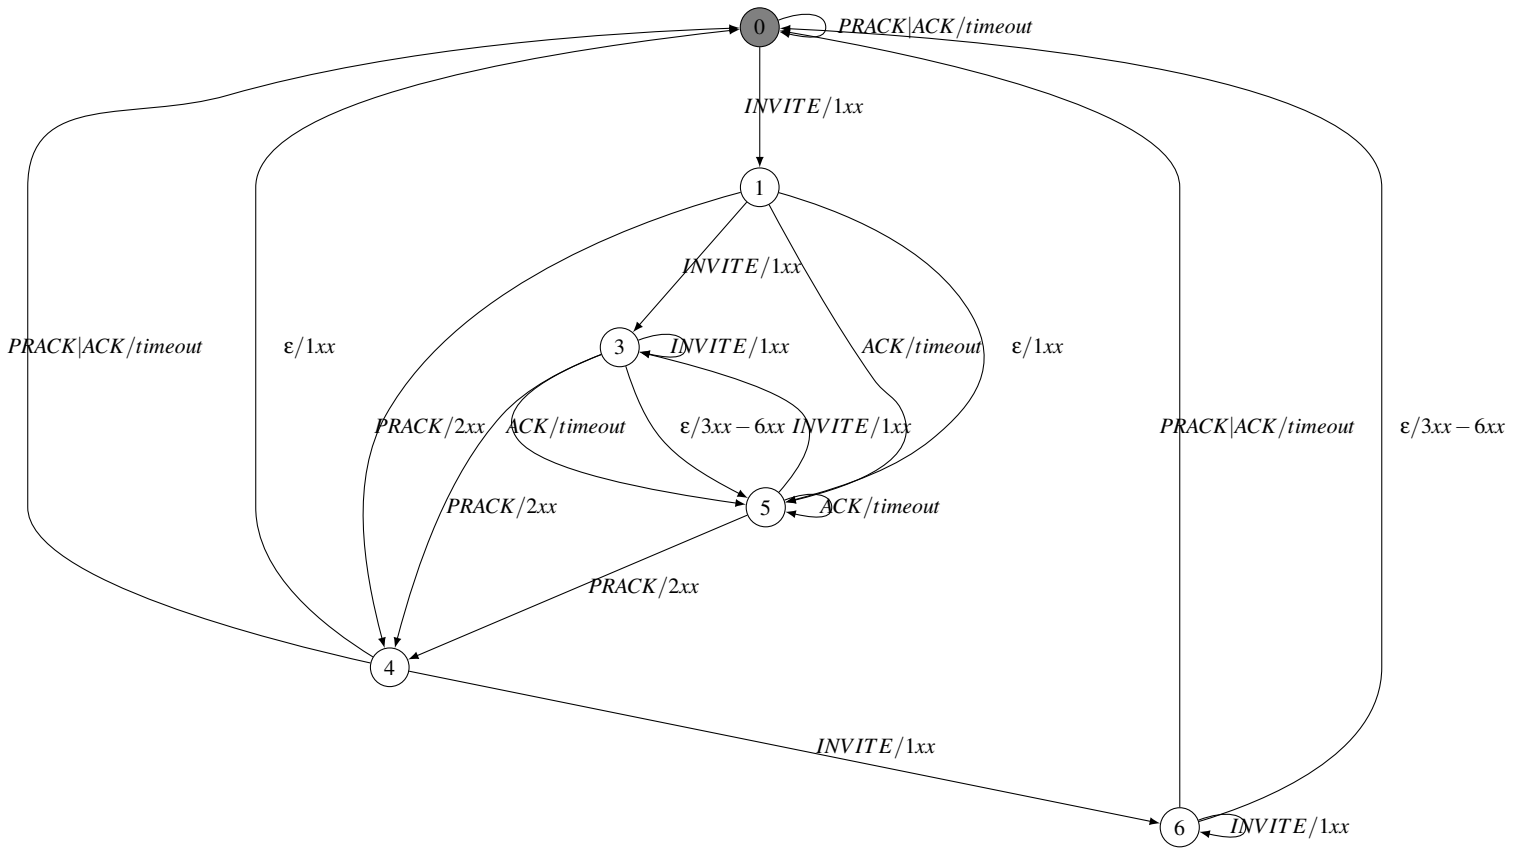 0
PRACK|ACK/timeout
INVITE/1xx
1
INVITE/1xx
PRACK|ACK/timeout
ε/1xx
3
INVITE/1xx
ACK/timeout
ε/1xx
PRACK/2xx
ACK/timeout
ε/3xx−6xx
INVITE/1xx
PRACK|ACK/timeout
ε/3xx−6xx
PRACK/2xx
5
ACK/timeout
PRACK/2xx
4
INVITE/1xx
6
INVITE/1xx